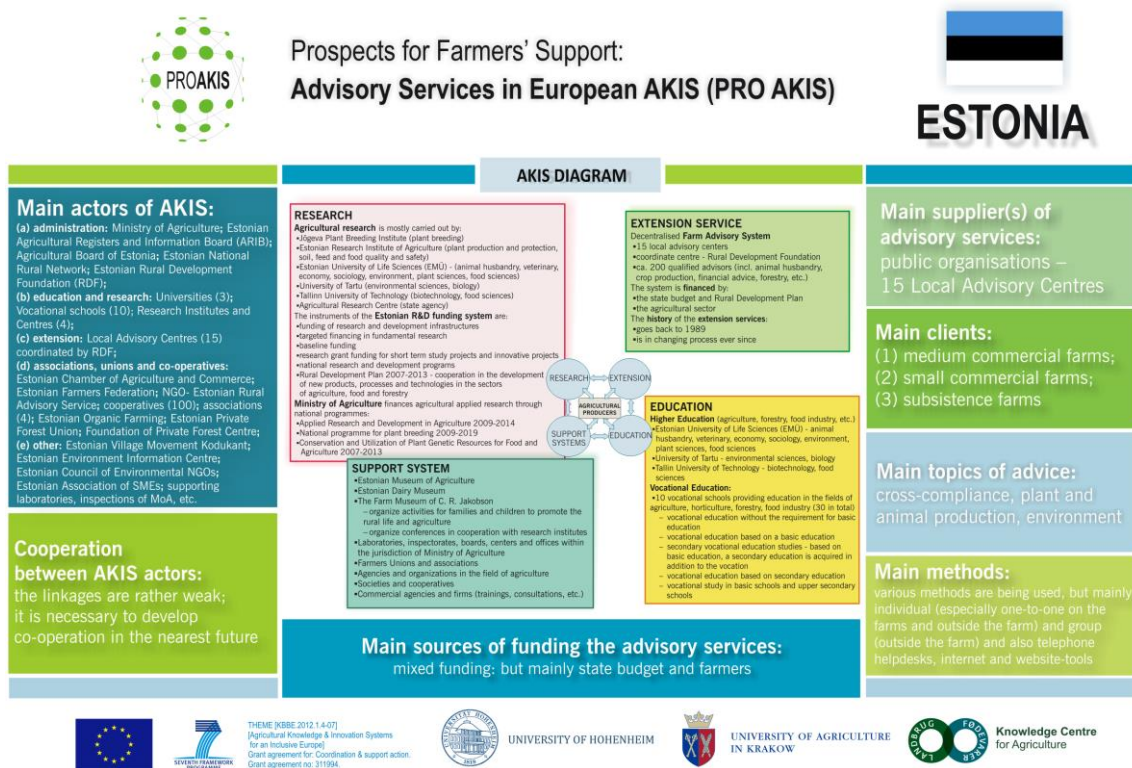 PROAKIS
Prospects for Farmers' Support:
Advisory Services in European AKIS (PRO AKIS)
ESTONIA
AKIS DIAGRAM
Main actors of AKIS:
(a) administration: Ministry of Agriculture; Estonian
Agricultural Registers and Information Board (ARIB);
Agricultural Board of Estonia; Estonian National
Rural Network; Estonian Rural Development
Foundation (RDF);
(b) education and research: Universities (3);
Vocational schools (10); Research Institutes and
Centres (4);
(c) extension: Local Advisory Centres (15)
coordinated by RDF;
(d) associations, unions and co-operatives:
Estonian Chamber of Agriculture and Commerce;
Estonian Farmers Federation; NGO- Estonian Rural
Advisory Service; cooperatives (100); associations
(4); Estonian Organic Farming; Estonian Private
Forest Union; Foundation of Private Forest Centre;
(e) other: Estonian Village Movement Kodukant;
Estonian Environment Information Centre;
Estonian Council of Environmental NGOs;
Estonian Association of SMEs; supporting
laboratories, inspections of MoA, etc.
Cooperation
between AKIS actors:
the linkages are rather weak;
it is necessary to develop
co-operation in the nearest future
RESEARCH
Agricultural research is mostly carried out by:
•Jõgeva Plant Breeding Institute (plant breeding)
•Estonian Research Institute of Agriculture (plant production and protection,
soil, feed and food quality and safety)
•Estonian University of Life Sciences (EMÜ) - (animal husbandry, veterinary,
economy, sociology, environment, plant sciences, food sciences)
•University of Tartu (environmental sciences, biology)
•Tallinn University of Technology (biotechnology, food sciences)
•Agricultural Research Centre (state agency)
The instruments of the Estonian R&D funding system are:
•funding of research and development infrastructures
•targeted financing in fundamental research
•baseline funding
•research grant funding for short term study projects and innovative projects
•national research and development programs
•Rural Development Plan 2007-2013 - cooperation in the development
of new products, processes and technologies in the sectors
of agriculture, food and forestry
Ministry of Agriculture finances agricultural applied research through
national programmes:
•Applied Research and Development in Agriculture 2009-2014
•National programme for plant breeding 2009-2019
•Conservation and Utilization of Plant Genetic Resources for Food and
Agriculture 2007-2013
EXTENSION SERVICE
Decentralised Farm Advisory System
•15 local advisory centers
•coordinate centre - Rural Development Foundation
•ca. 200 qualified advisors (incl. animal husbandry,
crop production, financial advice, forestry, etc.)
The system is financed by:
•the state budget and Rural Development Plan
•the agricultural sector
The history of the extension services:
•goes back to 1989
•is in changing process ever since
RESEARCH
EXTENSION
AGRICULTURAL
PRODUCERS
SUPPORT
SYSTEMS
EDUCATION
SUPPORT SYSTEM
•Estonian Museum of Agriculture
•Estonian Dairy Museum
•The Farm Museum of C. R. Jakobson
–organize activities for families and children to promote the
rural life and agriculture
–organize conferences in cooperation with research institutes
•Laboratories, inspectorates, boards, centers and offices within
the jurisdiction of Ministry of Agriculture
•Farmers Unions and associations
•Agencies and organizations in the field of agriculture
•Societies and cooperatives
•Commercial agencies and firms (trainings, consultations, etc.)
EDUCATION
Higher Education (agriculture, forestry, food industry, etc.)
•Estonian University of Life Sciences (EMÜ) - animal
husbandry, veterinary, economy, sociology, environment,
plant sciences, food sciences
•University of Tartu - environmental sciences, biology
•Tallin University of Technology - biotechnology, food
sciences
Vocational Education:
•10 vocational schools providing education in the fields of
agriculture, horticulture, forestry, food industry (30 in total)
– vocational education without the requirement for basic
education
– vocational education based on a basic education
– secondary vocational education studies - based on
basic education, a secondary education is acquired in
addition to the vocation
– vocational education based on secondary education
– vocational study in basic schools and upper secondary
schools
Main sources of funding the advisory services:
mixed funding: but mainly state budget and farmers
Main supplier(s) of
advisory services:
public organisations –
15 Local Advisory Centres
Main clients:
(1) medium commercial farms;
(2) small commercial farms;
(3) subsistence farms
Main topics of advice:
cross-compliance, plant and
animal production, environment
Main methods:
various methods are being used, but mainly
individual (especially one-to-one on the
farms and outside the farm) and group
(outside the farm) and also telephone
helpdesks, internet and website-tools
SEVENTH FRAMEWORK
PROGRAMME
THEME [KBBE.2012.1.4-07]
[Agricultural Knowledge & Innovation Systems
for an Inclusive Europe]
Grant agreement for: Coordination & support action.
Grant agreement no: 311994.
UNIVERSITY OF HOHENHEIM
UNIVERSITY OF AGRICULTURE
IN KRAKOW
LANDBRUG
FØDEVARER
Knowledge Centre
for Agriculture